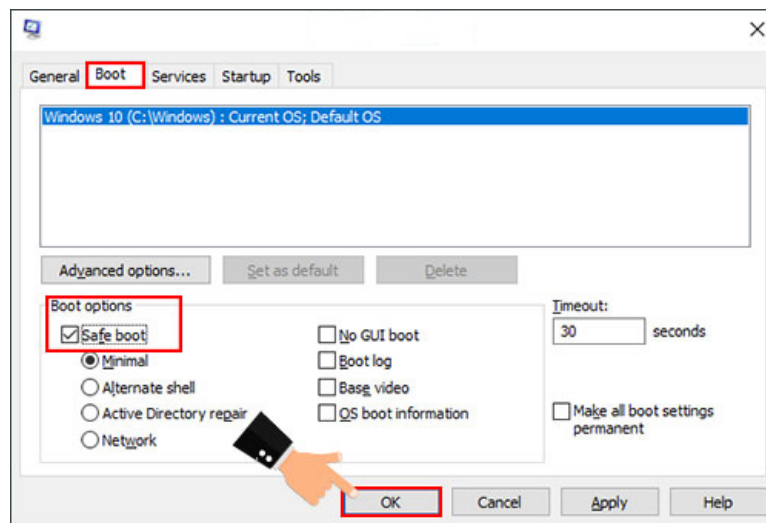 General Boot Services Startup Tools
Windows 10 (C:\Windows) : Current OS; Default OS
Advanced options... Set as default Delete
Boot options
Timeout:
Safe boot
No GUI boot
30 seconds
Minimal
Boot log
Alternate shell
Base video
Active Directory repair
OS boot information
Make all boot settings
permanent
Network
OK Cancel Apply Help